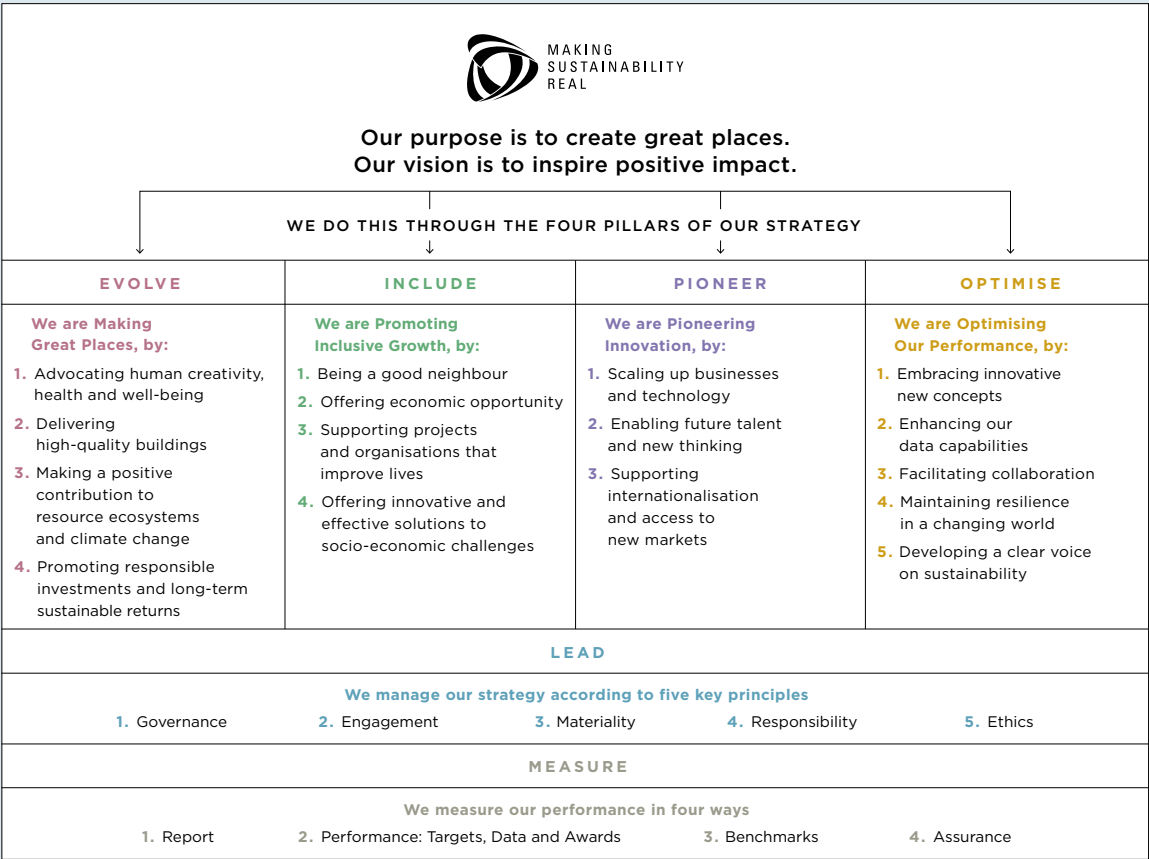 MAKING
SUSTAINABILITY
REAL
Our purpose is to create great places.
Our vision is to inspire positive impact.
WE DO THIS THROUGH THE FOUR PILLARS OF OUR STRATEGY
EVOLVE
We are Making
Great Places, by:
1. Advocating human creativity,
health and well-being
2. Delivering
high-quality buildings
3. Making a positive
contribution to
resource ecosystems
and climate change
4. Promoting responsible
investments and long-term
sustainable returns
INCLUDE
We are Promoting
Inclusive Growth, by:
1. Being a good neighbour
2. Offering economic opportunity
3. Supporting projects
and organisations that
improve lives
4. Offering innovative and
effective solutions to
socio-economic challenges
PIONEER
We are Pioneering
Innovation, by:
1. Scaling up businesses
and technology
2. Enabling future talent
and new thinking
3. Supporting
internationalisation
and access to
new markets
OPTIMISE
We are Optimising
Our Performance, by:
1. Embracing innovative
new concepts
2. Enhancing our
data capabilities
3. Facilitating collaboration
4. Maintaining resilience
in a changing world
5. Developing a clear voice
on sustainability
LEAD
We manage our strategy according to five key principles
1. Governance 2. Engagement 3. Materiality 4. Responsibility 5. Ethics
MEASURE
We measure our performance in four ways
1. Report 2. Performance: Targets, Data and Awards 3. Benchmarks 4. Assurance